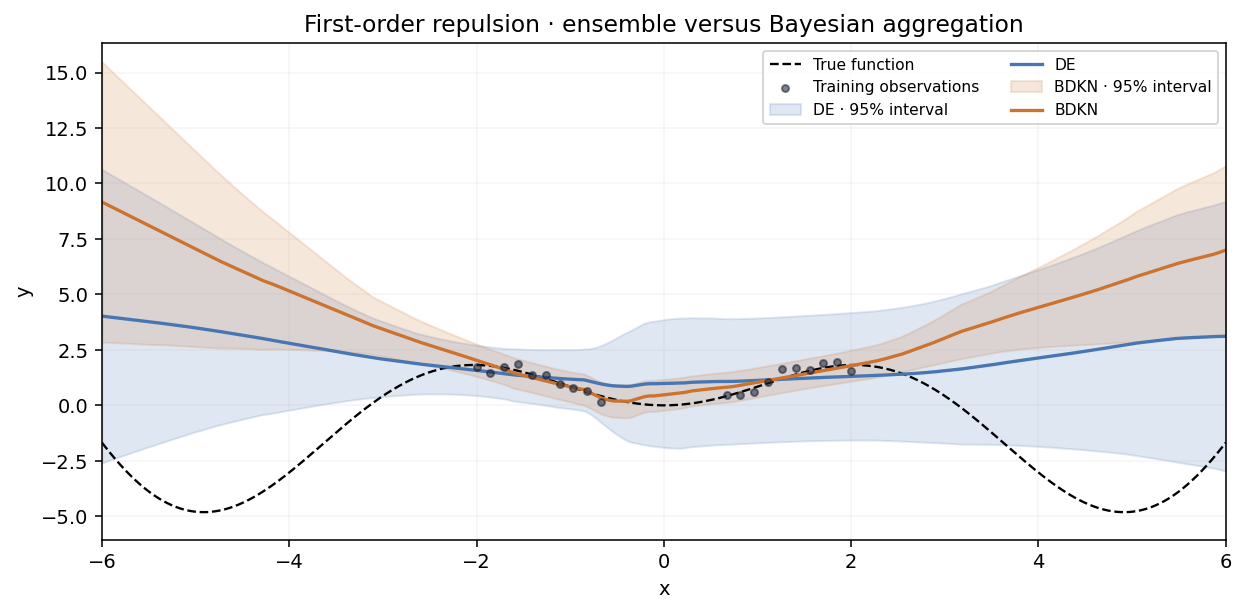 First-order repulsion · ensemble versus Bayesian aggregation
True function
Training observations
DE · 95% interval
DE
BDKN · 95% interval
BDKN
15.0
12.5
10.0
7.5
5.0
2.5
0.0
−2.5
−5.0
y
−6
−4
−2
0
2
4
6
x